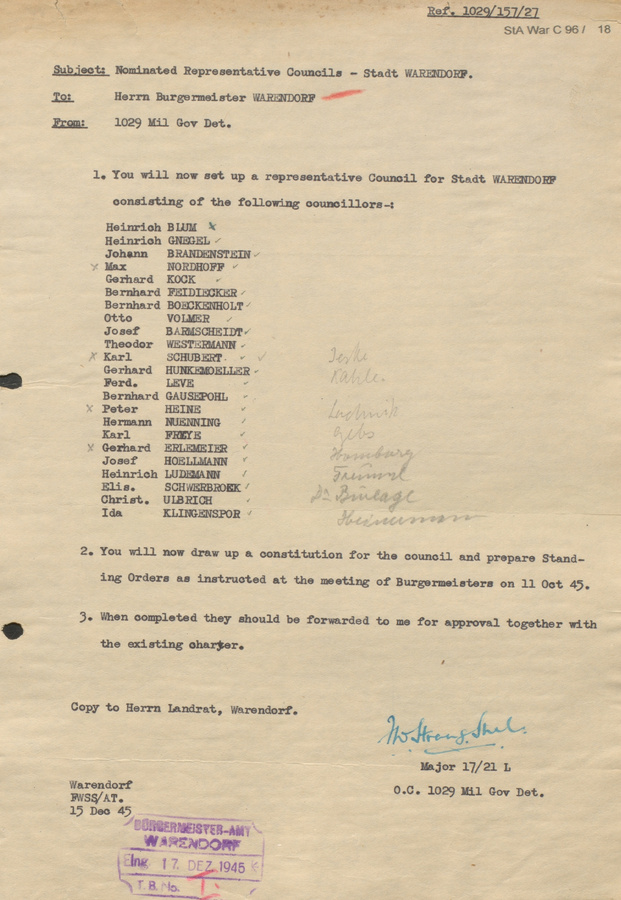 Ref. 1029/157/27
StA War C 96 / 18
Subject: Nominated Representative Councils - Stadt WARENDORF.
To: Herrn Burgermeister WARENDORF
From: 1029 Mil Gov Det.
1. You will now set up a representative Council for Stadt WARENDORF
consisting of the following councillors-:
Heinrich BLUM
Heinrich GNEGEL
Johann BRANDENSTEIN
Max NORDHOFF
Gerhard KOCK
Bernhard FEIDIECKER
Bernhard BOECKENHOLT
Otto VOLMER
Josef BARMSCHEIDT
Theodor WESTERMANN
Karl SCHUBERT.
Gerhard HUNKEMOELLER
Kahle.
Ferd. LEVE
Bernhard GAUSEPOHL
Peter HEINE
Hermann NUENNING
Karl FREYE
Gerhard ERLEMEIER
Homburg
Josef HOELLMANN
Heinrich LUDEMANN
Elis. SCHWERBROEK
Christ. ULBRICH
Ida KLINGENSPOR
2. You will now draw up a constitution for the council and prepare Stand-
ing Orders as instructed at the meeting of Burgermeisters on 11 Oct 45.
3. When completed they should be forwarded to me for approval together with
the existing charter.
Copy to Herrn Landrat, Warendorf.
Major 17/21 L
O.C. 1029 Mil Gov Det.
Warendorf
FWSS/AT.
15 Dec 45
BÜRGERMEISTER-AMT
WARENDORF
Eing. 17. DEZ. 1945
T.B. No.